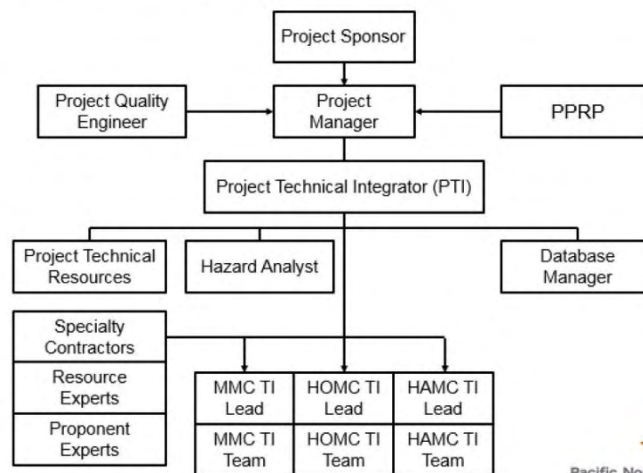 Project Sponsor
Project Quality
Engineer
Project
Manager
PPRP
Project Technical Integrator (PTI)
Project Technical
Resources
Hazard Analyst
Database
Manager
Specialty
Contractors
Resource
Experts
Proponent
Experts
MMC TI
Lead
HOMC TI
Lead
HAMC TI
Lead
MMC TI
Team
HOMC TI
Team
HAMC TI
Team